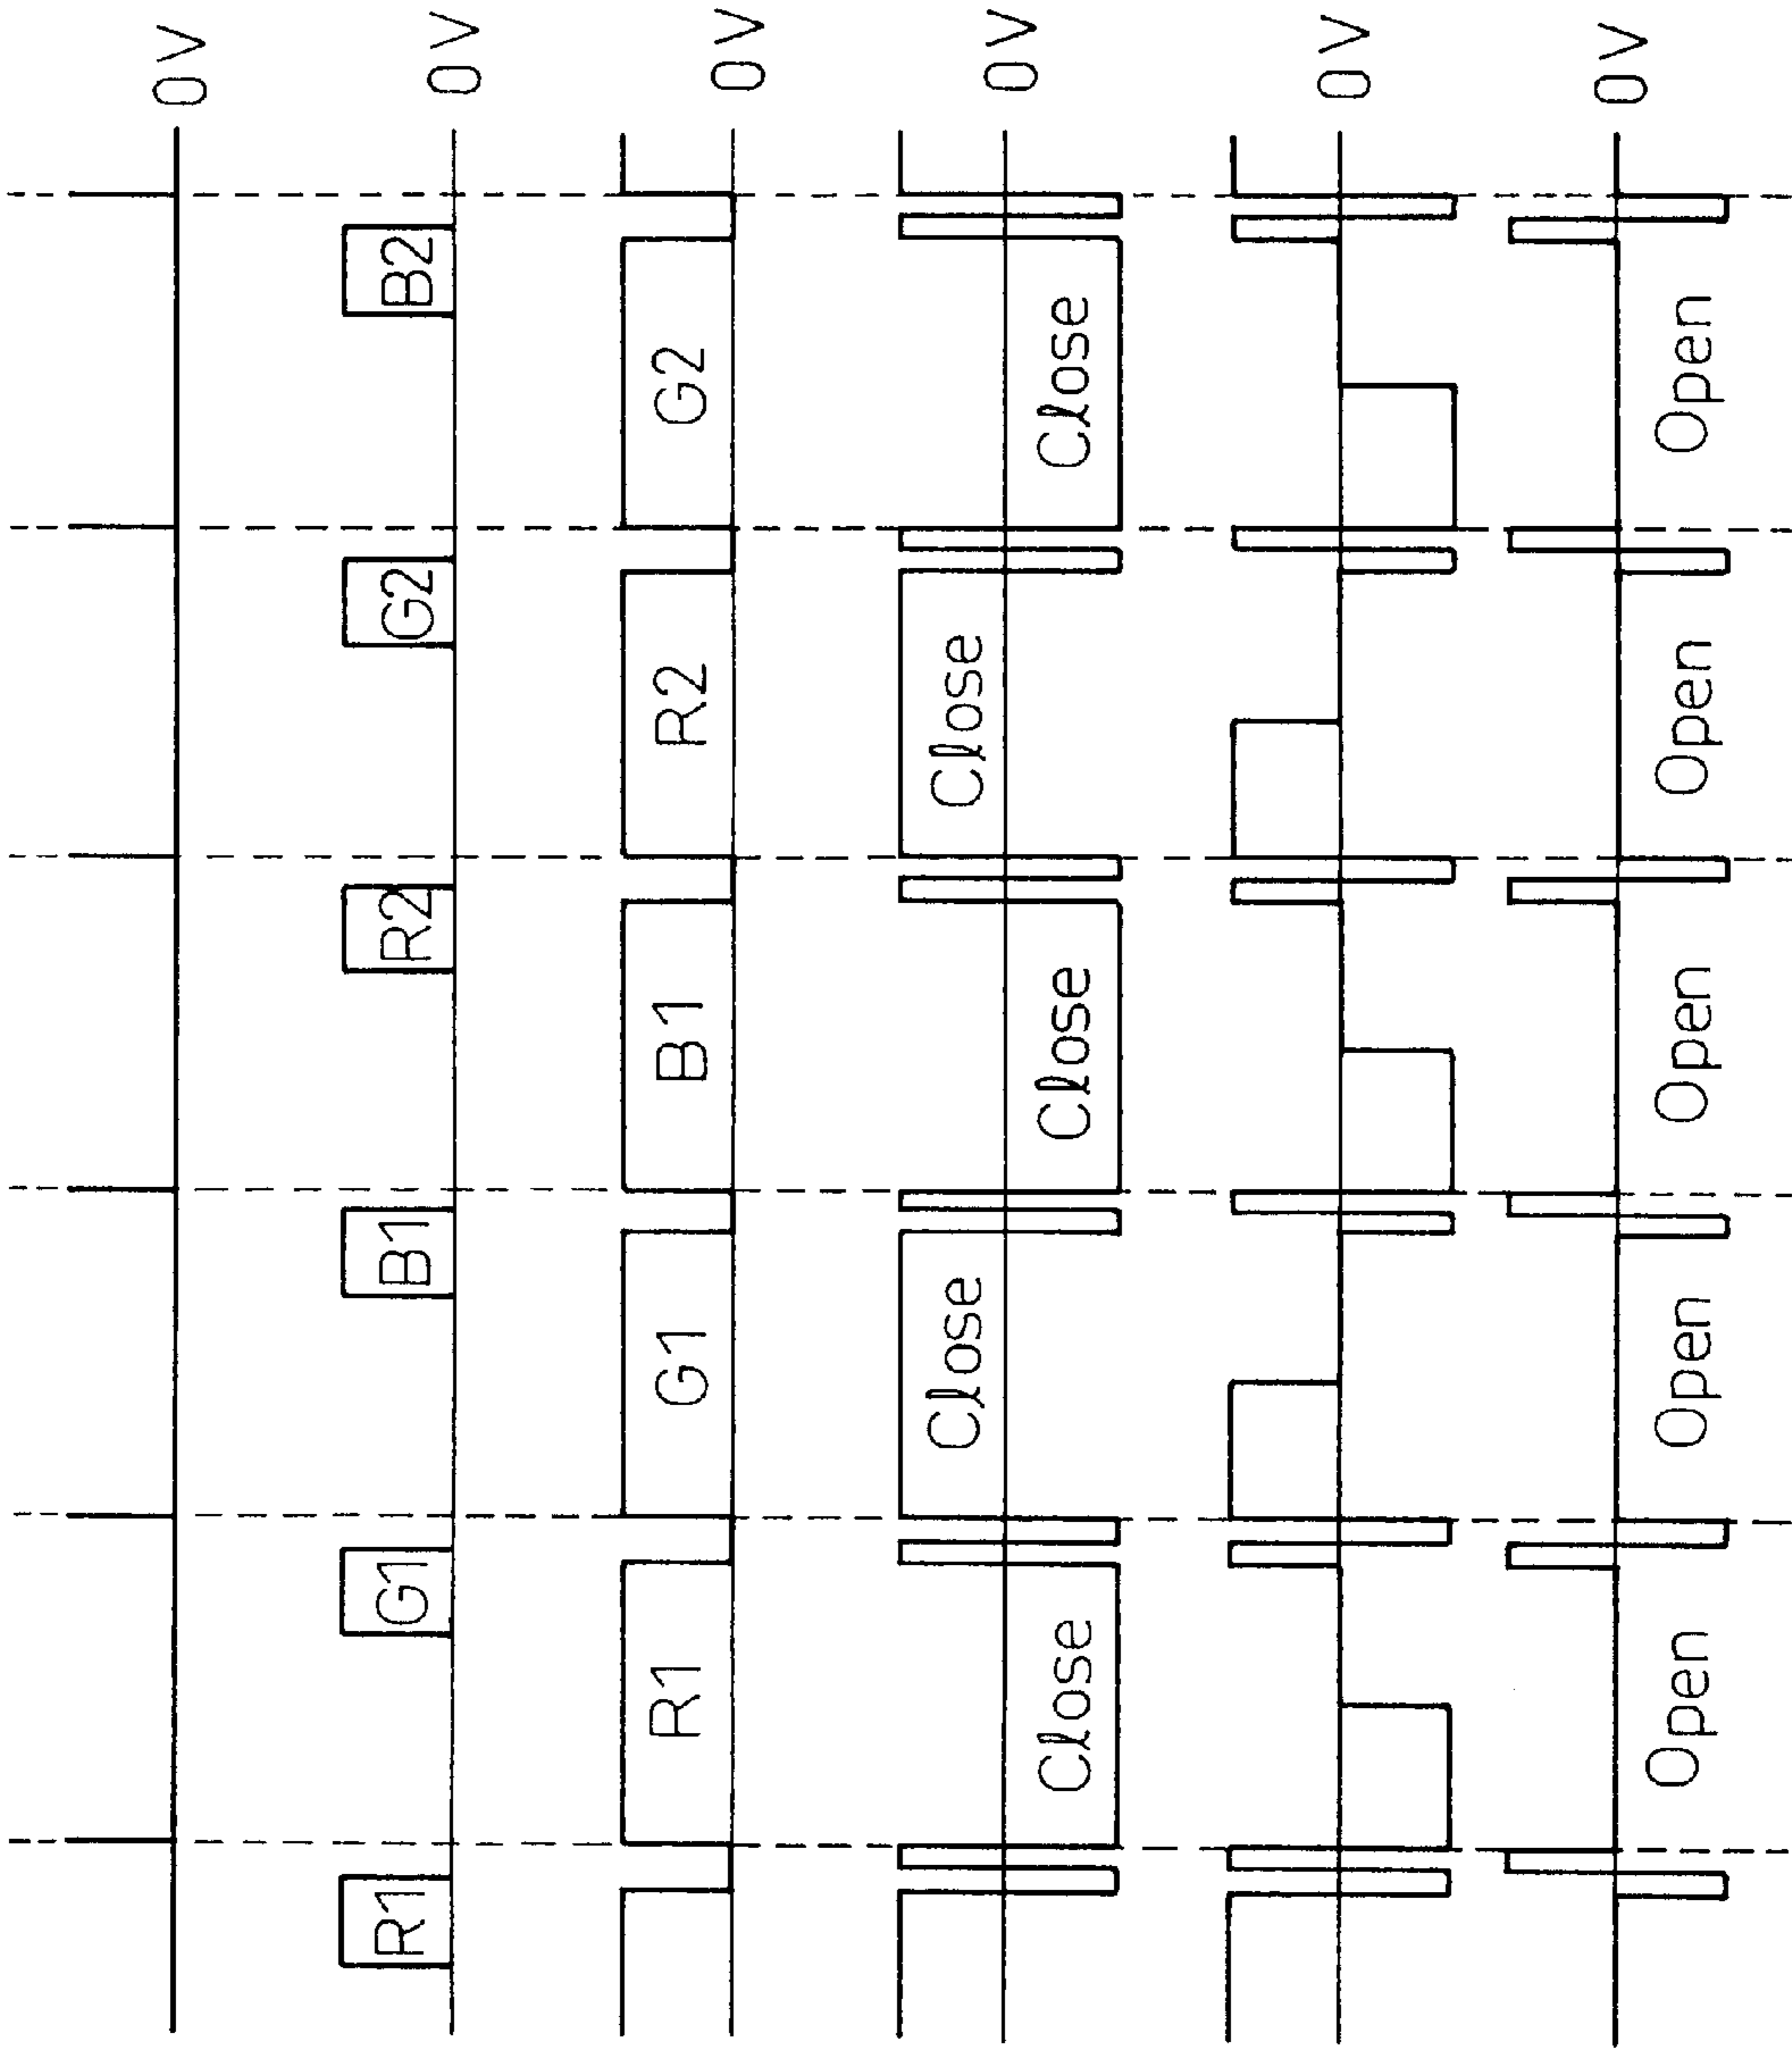 0V
R1 G1 B1 R2 G2 B2 0V
R1 G1 B1 R2 G2 0V
Close Close Close Close Close 0V
0V
Open Open Open Open Open 0V